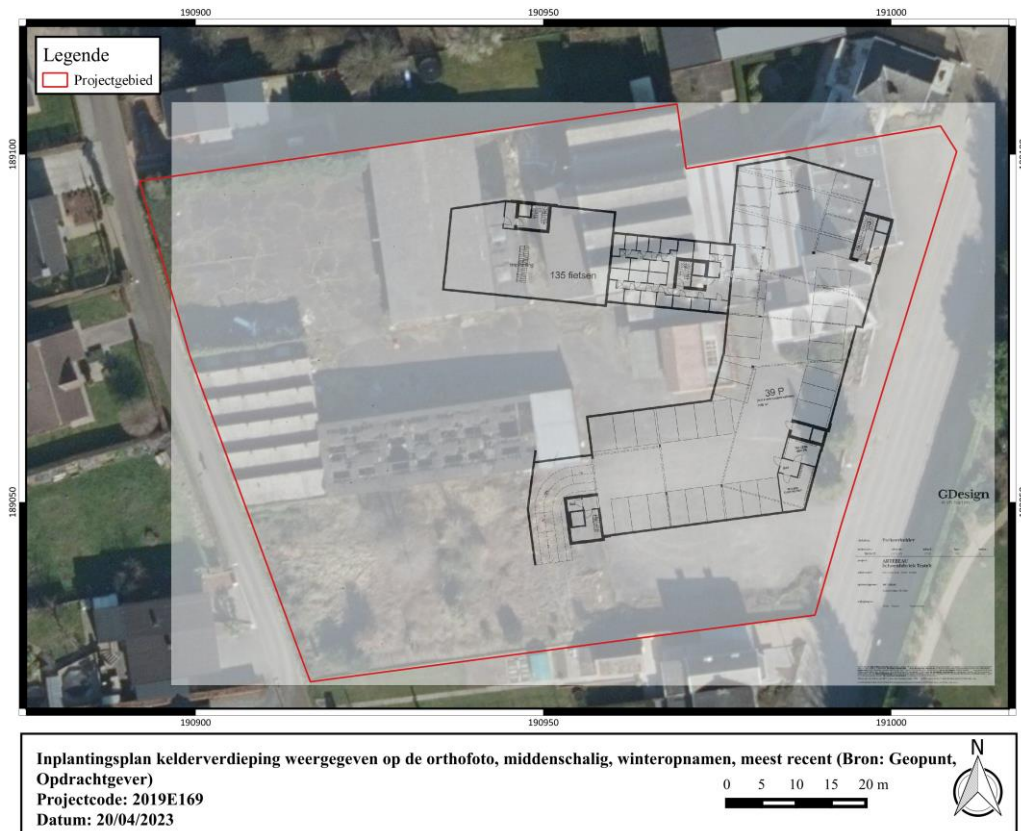 190900
190950
191000
Legende
Projectgebied
189100
135 fietsen
39 P
189050
GDesign
190900
190950
191000
Inplantingsplan kelderverdieping weergegeven op de orthofoto, middenschalig, winteropnamen, meest recent (Bron: Geopunt,
Opdrachtgever)
Projectcode: 2019E169
Datum: 20/04/2023
0 5 10 15 20 m
N